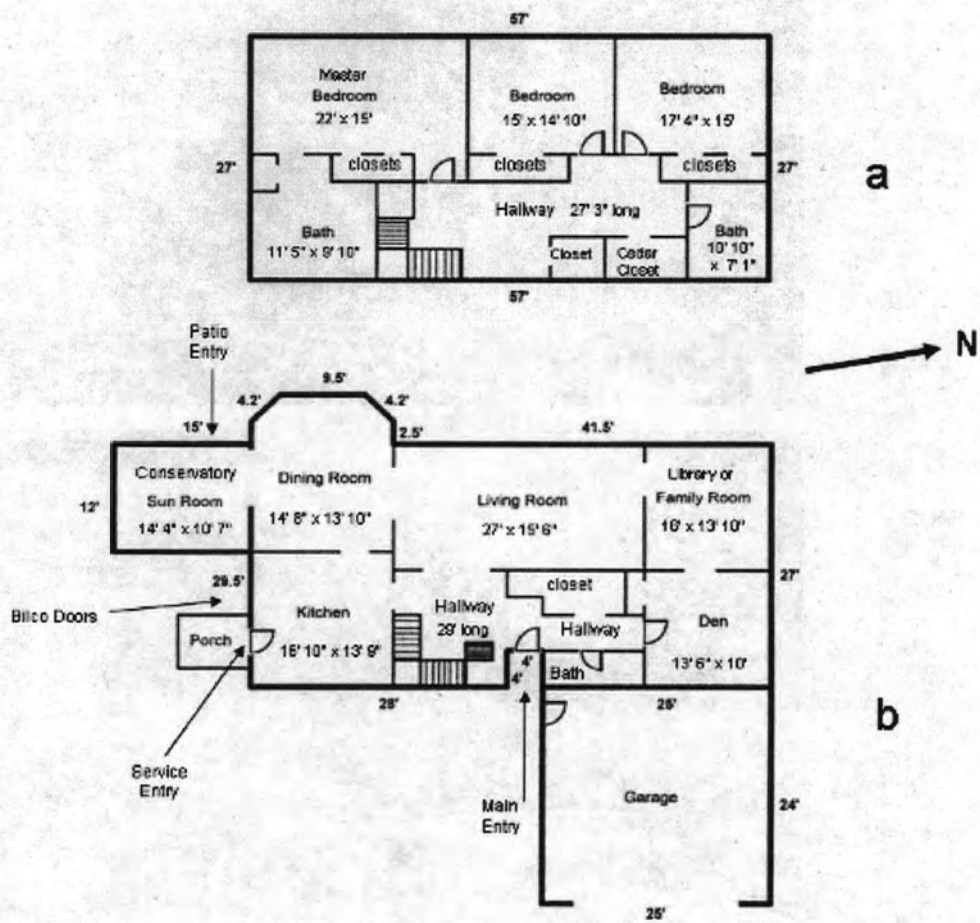 57'
Master
Bedroom
22' x 15'
Bedroom
15' x 14' 10"
Bedroom
17' 4" x 15'
27'
closets
closets
closets
27'
a
Hallway 27' 3" long
Bath
11' 5" x 9' 10"
Bath
10' 10"
x 7' 1"
Closet
Cedar
Closet
57'
Patio
Entry
N
9.5'
4.2'
4.2'
15'
2.5'
41.5'
Conservatory
Sun Room
14' 4" x 10' 7"
12'
Dining Room
14' 8" x 13' 10"
Living Room
27' x 15' 6"
Library or
Family Room
16' x 13' 10"
29.5'
27'
closet
Bilco Doors
Hallway
29' long
Hallway
Den
13' 6" x 10'
Kitchen
16' 10" x 13' 9"
Porch
4'
4'
Bath
28'
25'
b
Service
Entry
Main
Entry
Garage
24'
25'